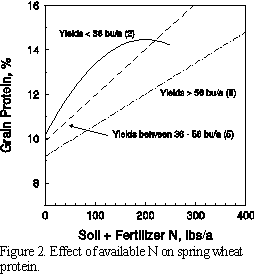 16
14
12
10
8
Grain Protein, %
Yields < 36 bu/a (2)
Yields > 56 bu/a (8)
Yields between 36 - 56 bu/a (5)
0 100 200 300 400
Soil + Fertilizer N, lbs/a
Figure 2. Effect of available N on spring wheat
protein.